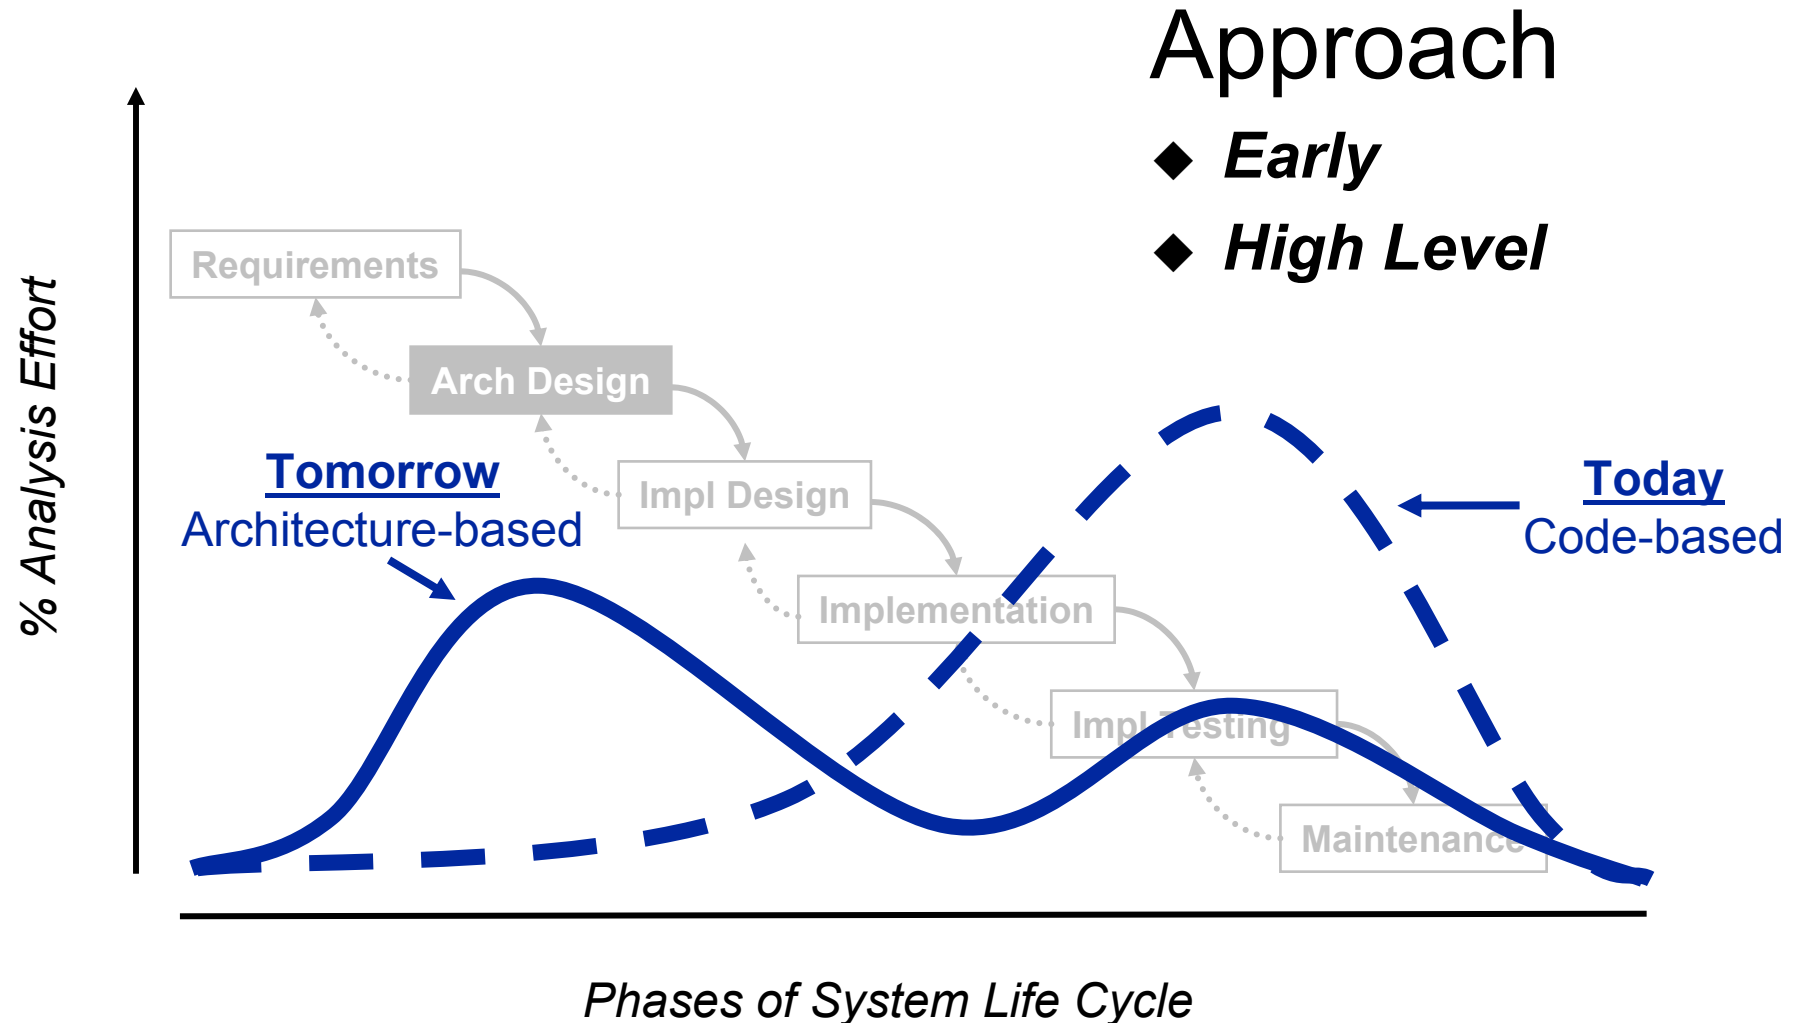 Approach
◆ Early
◆ High Level
% Analysis Effort
Requirements
Arch Design
Tomorrow
Architecture-based
Impl Design
Today
Code-based
Implementation
Impl Testing
Maintenance
Phases of System Life Cycle